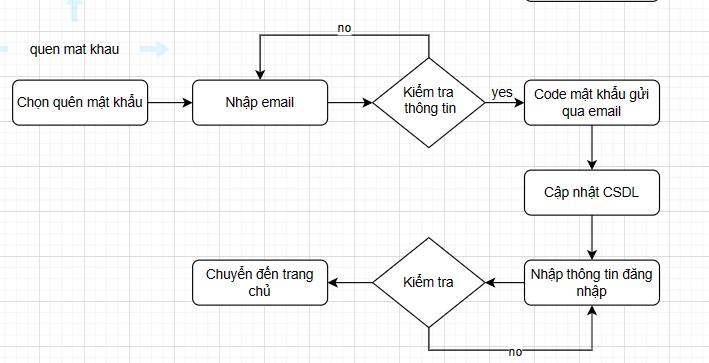 no
quen mat khau
Chọn quên mật khẩu
Nhập email
Kiểm tra
thông tin
yes
Code mật khẩu gửi
qua email
Cập nhật CSDL
Chuyển đến trang
chủ
Kiểm tra
Nhập thông tin đăng
nhập
no